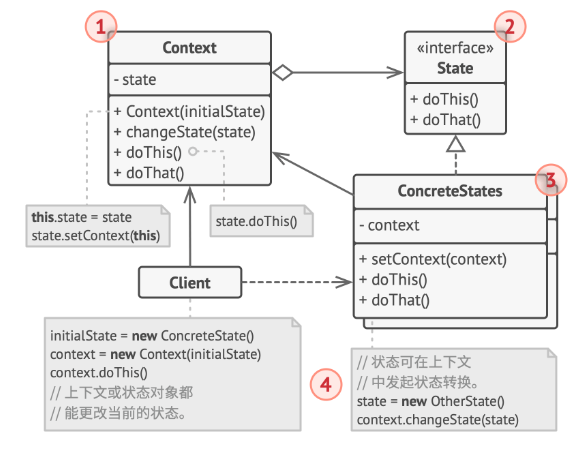 1
Context
- state
+ Context(initialState)
+ changeState(state)
+ doThis()
+ doThat()
this.state = state
state.setContext(this)
state.doThis()
2
«interface»
State
+ doThis()
+ doThat()
3
ConcreteStates
- context
+ setContext(context)
+ doThis()
+ doThat()
Client
initialState = new ConcreteState()
context = new Context(initialState)
context.doThis()
// 上下文或状态对象都
// 能更改当前的状态。
4
// 状态可在上下文
// 中发起状态转换。
state = new OtherState()
context.changeState(state)